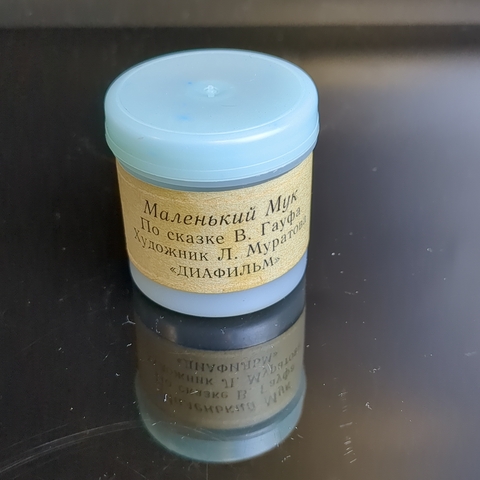 Маленький Мук
По сказке В. Гауфа
Художник Л. Муратова
«ДИАФИЛЬМ»